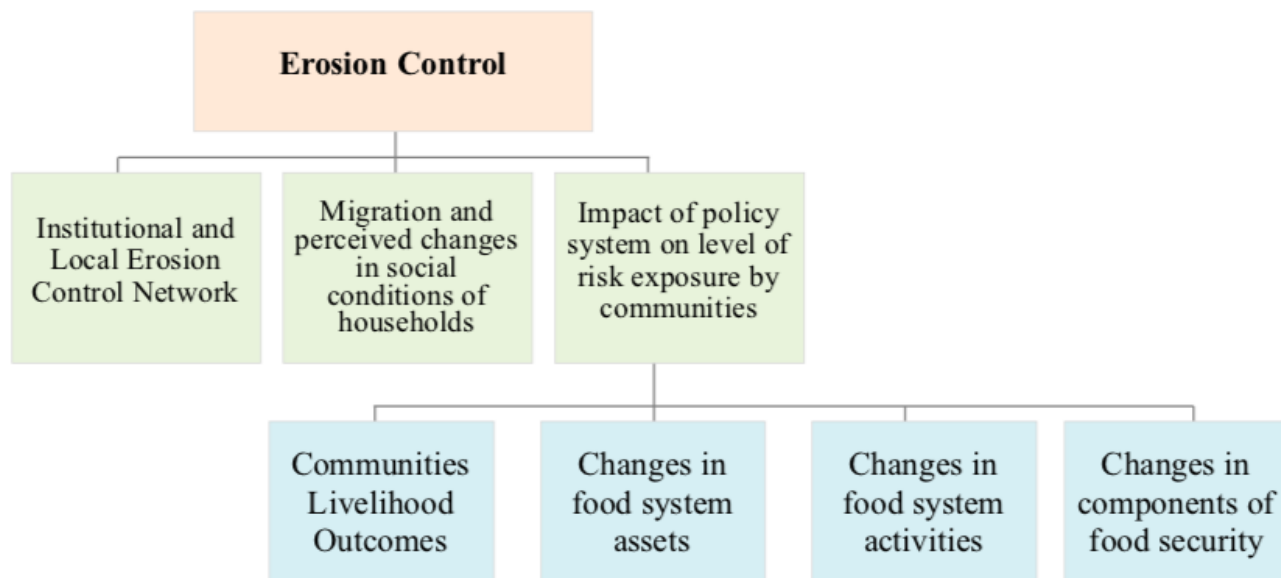 Erosion Control
Institutional and
Local Erosion
Control Network
Migration and
perceived changes
in social
conditions of
households
Impact of policy
system on level of
risk exposure by
communities
Communities
Livelihood
Outcomes
Changes in
food system
assets
Changes in
food system
activities
Changes in
components of
food security